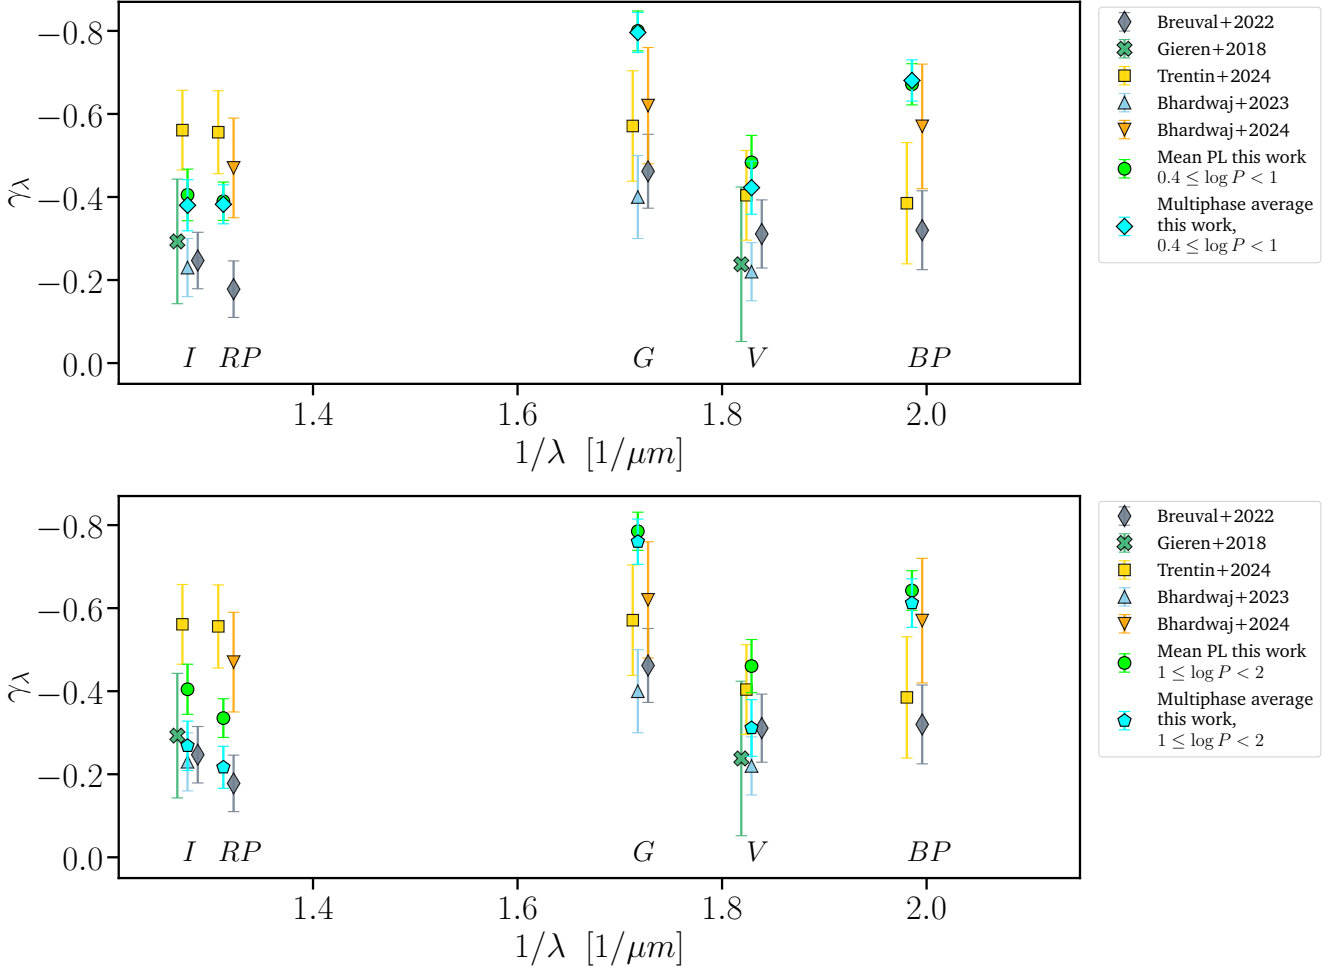 −0.8
−0.6
−0.4
−0.2
0.0
γλ
I RP G V BP
1.4 1.6 1.8 2.0
1/λ [1/μm]
Breuval+2022
Gieren+2018
Trentin+2024
Bhardwaj+2023
Bhardwaj+2024
Mean PL this work
0.4 ≤ log P < 1
Multiphase average
this work,
0.4 ≤ log P < 1
−0.8
−0.6
−0.4
−0.2
0.0
γλ
I RP G V BP
1.4 1.6 1.8 2.0
1/λ [1/μm]
Breuval+2022
Gieren+2018
Trentin+2024
Bhardwaj+2023
Bhardwaj+2024
Mean PL this work
1 ≤ log P < 2
Multiphase average
this work,
1 ≤ log P < 2